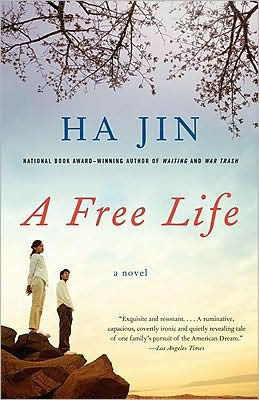 HA JIN
NATIONAL BOOK AWARD–WINNING AUTHOR OF WAITING AND WAR TRASH
A Free Life
a novel
"Exquisite and resonant. . . . A ruminative,
capacious, covertly ironic and quietly revealing tale
of one family's pursuit of the American Dream."
—Los Angeles Times